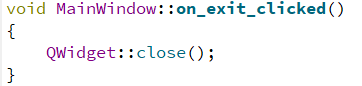 void MainWindow::on_exit_clicked()
{
    QWidget::close();
}